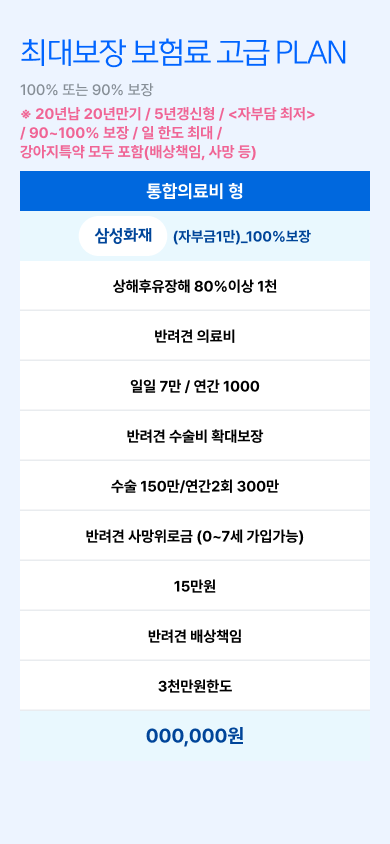 최대보장 보험료 고급 PLAN
100% 또는 90% 보장
※ 20년납 20년만기 / 5년갱신형 / <자부담 최저>
/ 90~100% 보장 / 일 한도 최대 /
강아지특약 모두 포함(배상책임, 사망 등)
통합의료비 형
삼성화재 (자부금1만)_100%보장
상해후유장해 80%이상 1천
반려견 의료비
일일 7만 / 연간 1000
반려견 수술비 확대보장
수술 150만/연간2회 300만
반려견 사망위로금 (0~7세 가입가능)
15만원
반려견 배상책임
3천만원한도
000,000원